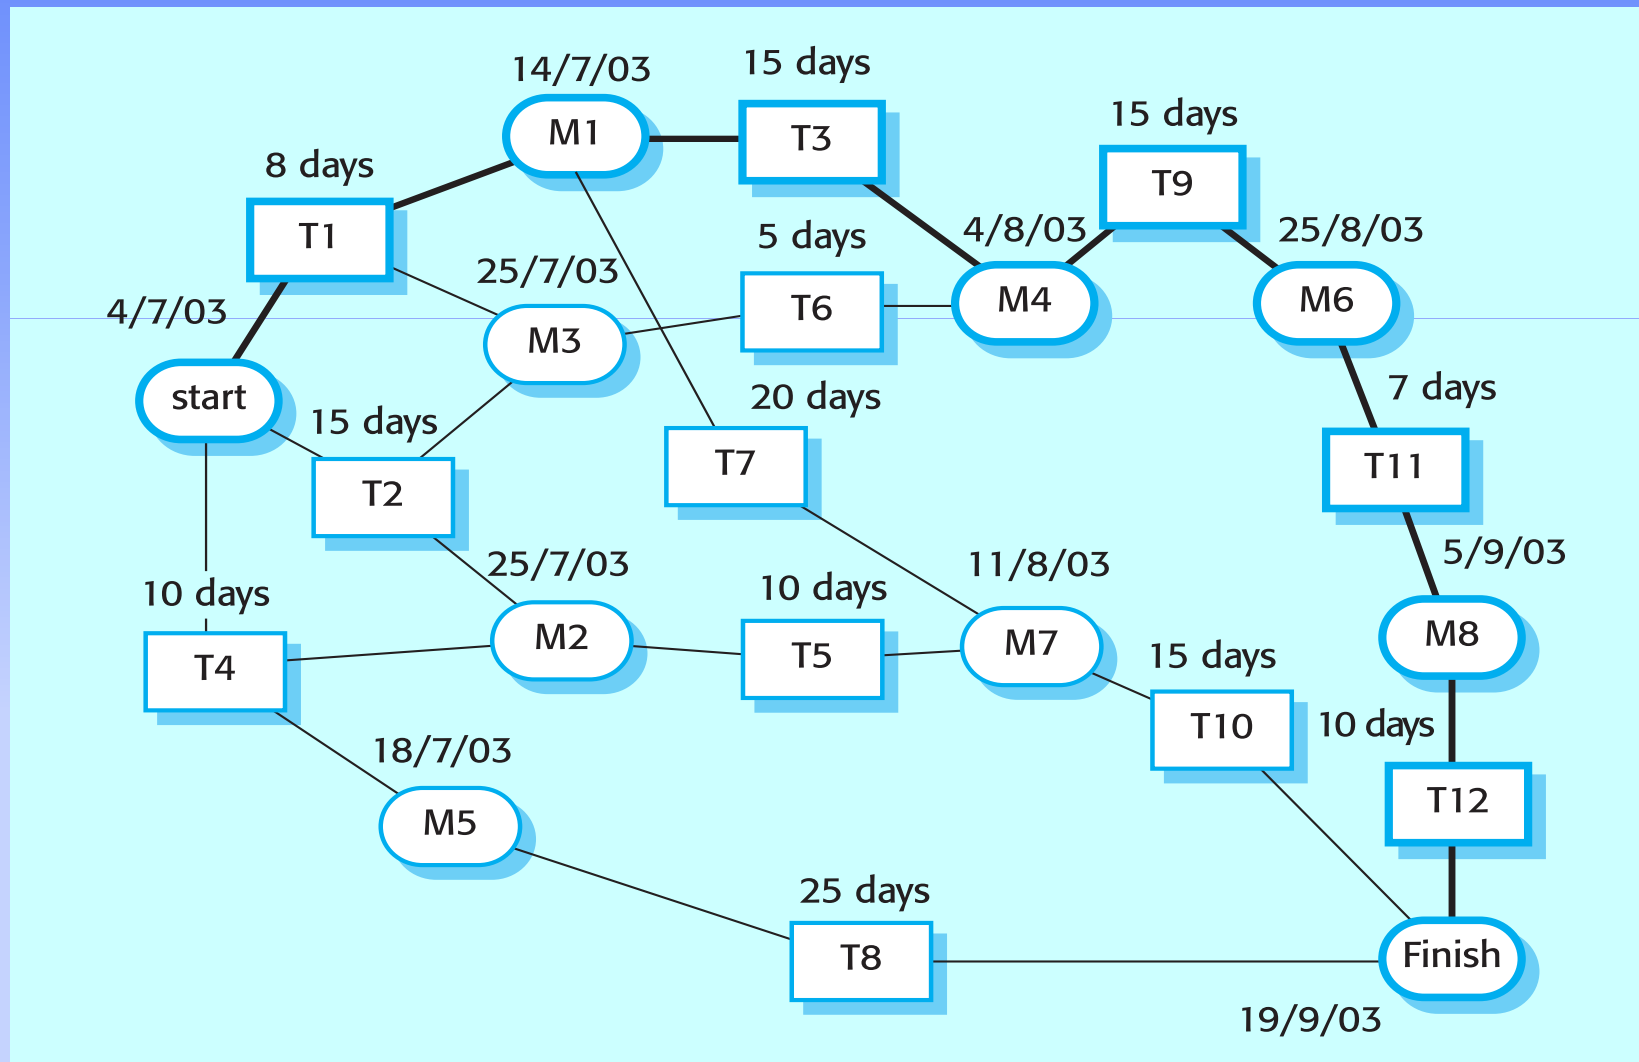 14/7/03
15 days
M1
T3
15 days
8 days
T9
T1
5 days
4/8/03
25/8/03
25/7/03
4/7/03
T6
M4
M6
M3
start
15 days
20 days
7 days
T2
T7
T11
25/7/03
11/8/03
5/9/03
10 days
10 days
M2
M7
M8
T4
T5
15 days
18/7/03
T10
10 days
M5
T12
25 days
T8
Finish
19/9/03